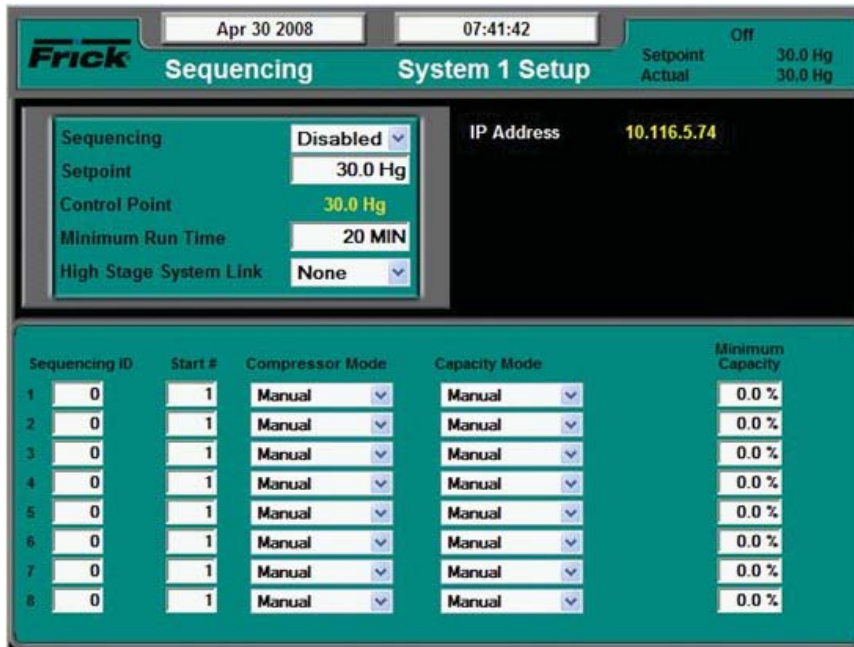 Apr 30 2008 07:41:42 Off
Frick Sequencing System 1 Setup Setpoint 30.0 Hg
Actual 30.0 Hg
Sequencing Disabled
Setpoint 30.0 Hg
Control Point 30.0 Hg
Minimum Run Time 20 MIN
High Stage System Link None
IP Address 10.116.5.74
Sequencing ID Start # Compressor Mode Capacity Mode Minimum Capacity
1 0 1 Manual Manual 0.0 %
2 0 1 Manual Manual 0.0 %
3 0 1 Manual Manual 0.0 %
4 0 1 Manual Manual 0.0 %
5 0 1 Manual Manual 0.0 %
6 0 1 Manual Manual 0.0 %
7 0 1 Manual Manual 0.0 %
8 0 1 Manual Manual 0.0 %